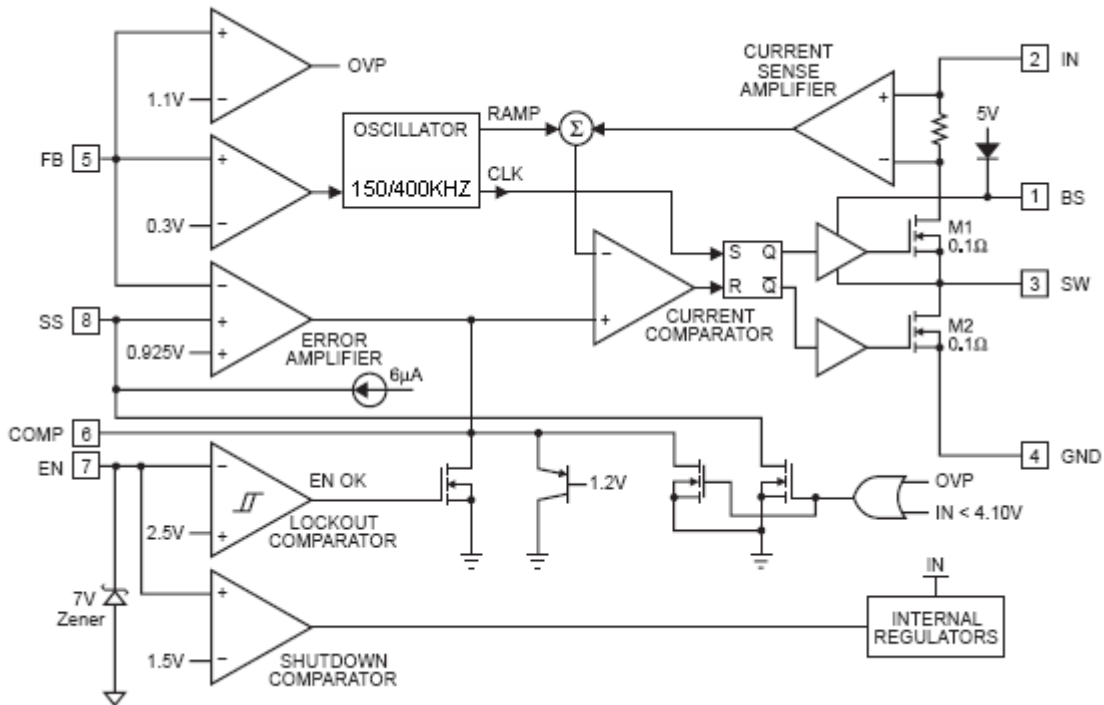 +
OVP
1.1V
−
CURRENT
SENSE
AMPLIFIER
+
−
2 IN
5V
FB 5
+
0.3V
−
OSCILLATOR
150/400KHZ
RAMP
CLK
Σ
1 BS
M1
0.1Ω
−
+
CURRENT
COMPARATOR
S Q
R Q̅
3 SW
M2
0.1Ω
SS 8
−
+
0.925V
+
ERROR
AMPLIFIER
6µA
COMP 6
EN 7
4 GND
−
2.5V
+
EN OK
LOCKOUT
COMPARATOR
1.2V
OVP
IN < 4.10V
7V
Zener
+
1.5V
−
SHUTDOWN
COMPARATOR
IN
INTERNAL
REGULATORS